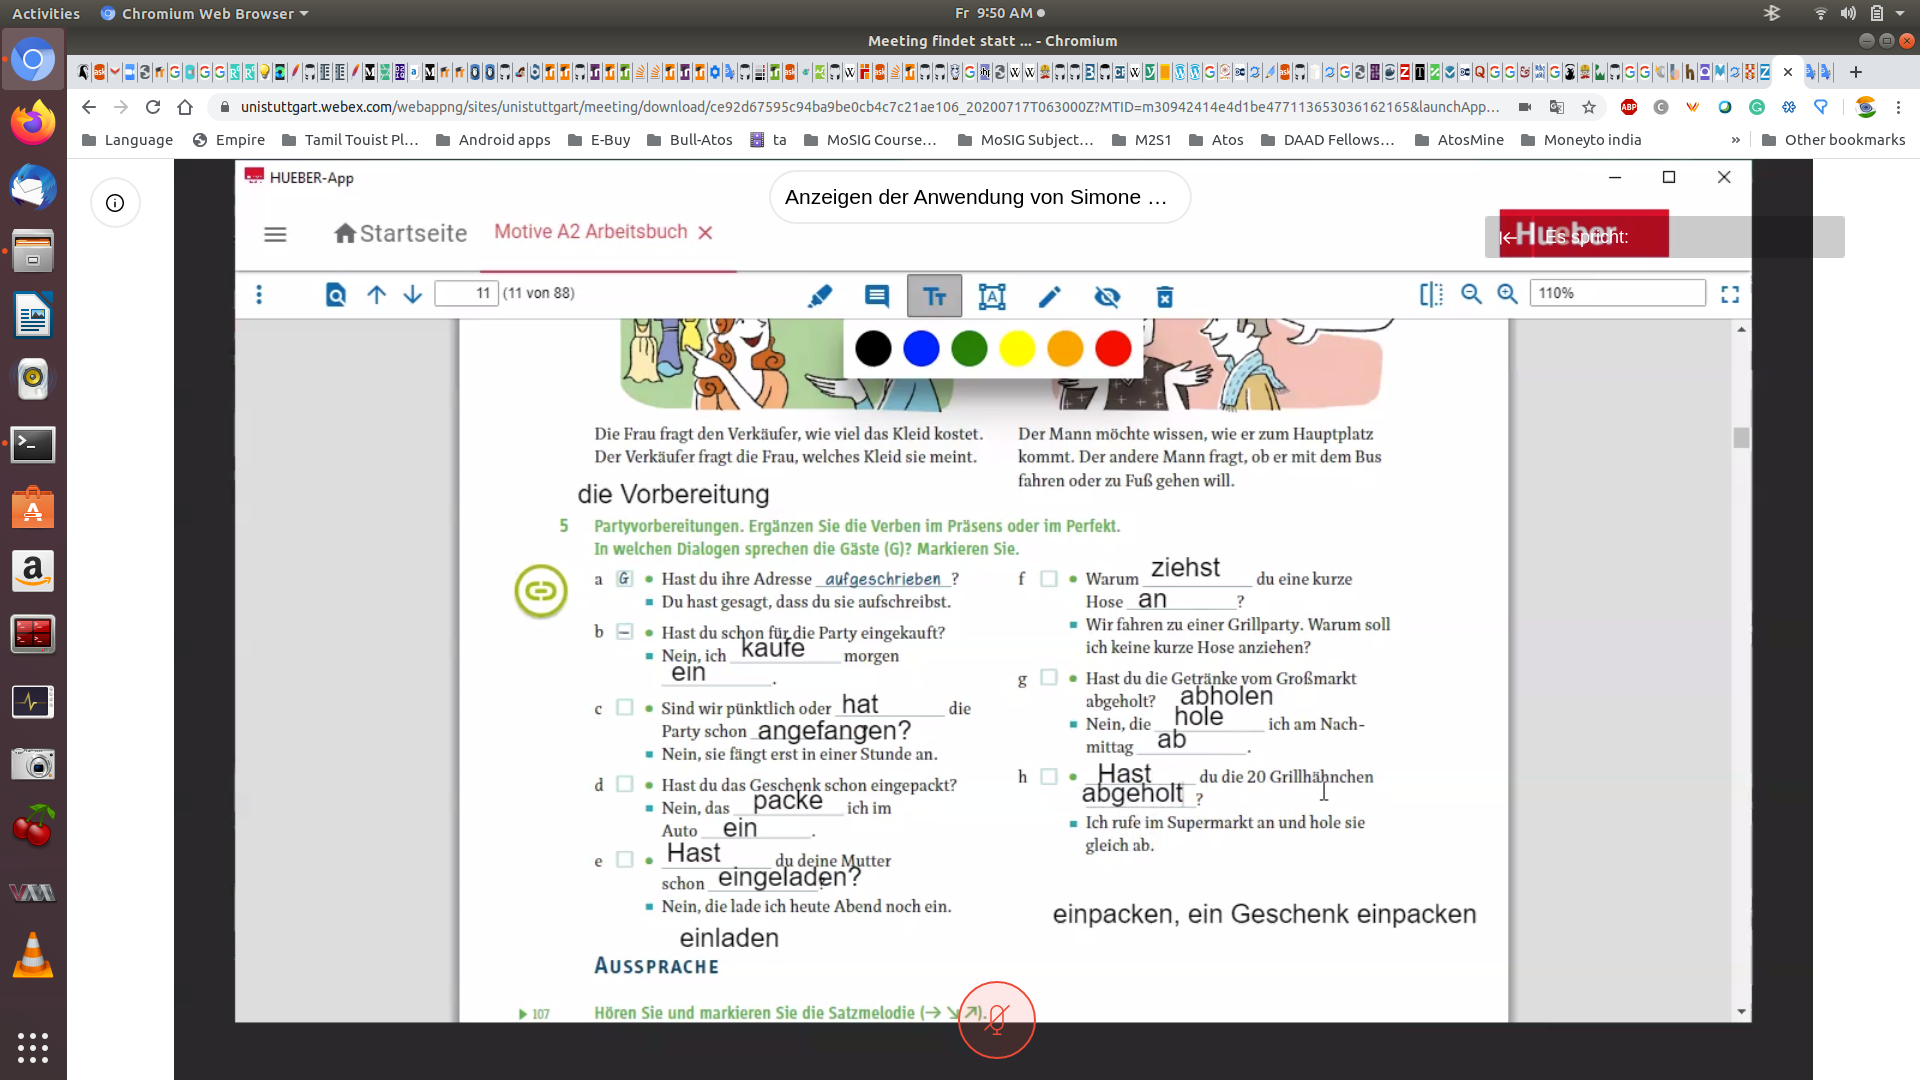 Activities
Chromium Web Browser
Fr 9:50 AM
Meeting findet statt ... - Chromium
unistuttgart.webex.com/webappng/sites/unistuttgart/meeting/download/ce92d67595c94ba9be0cb4c7c21ae106_20200717T063000Z?MTID=m30942414e4d1be477113653036162165&launchApp...
Language
Empire
Tamil Touist Pl...
Android apps
E-Buy
Bull-Atos
ta
MoSIG Course...
MoSIG Subject...
M2S1
Atos
DAAD Fellows...
AtosMine
Moneyto india
»
Other bookmarks
HUEBER-App
Anzeigen der Anwendung von Simone ...
Startseite
Motive A2 Arbeitsbuch
Hueber
Es spricht:
11 (11 von 88)
110%
Die Frau fragt den Verkäufer, wie viel das Kleid kostet.
Der Verkäufer fragt die Frau, welches Kleid sie meint.
Der Mann möchte wissen, wie er zum Hauptplatz
kommt. Der andere Mann fragt, ob er mit dem Bus
fahren oder zu Fuß gehen will.
die Vorbereitung
5 Partyvorbereitungen. Ergänzen Sie die Verben im Präsens oder im Perfekt.
In welchen Dialogen sprechen die Gäste (G)? Markieren Sie.
a G Hast du ihre Adresse aufgeschrieben ?
Du hast gesagt, dass du sie aufschreibst.
b – Hast du schon für die Party eingekauft?
Nein, ich kaufe morgen
ein .
c Sind wir pünktlich oder hat die
Party schon angefangen?
Nein, sie fängt erst in einer Stunde an.
d Hast du das Geschenk schon eingepackt?
Nein, das packe ich im
Auto ein .
e Hast du deine Mutter
schon eingeladen?
Nein, die lade ich heute Abend noch ein.
einladen
f Warum ziehst du eine kurze
Hose an ?
Wir fahren zu einer Grillparty. Warum soll
ich keine kurze Hose anziehen?
g Hast du die Getränke vom Großmarkt
abgeholt? abholen
Nein, die hole ich am Nach-
mittag ab .
h Hast du die 20 Grillhähnchen
abgeholt ?
Ich rufe im Supermarkt an und hole sie
gleich ab.
einpacken, ein Geschenk einpacken
AUSSPRACHE
107 Hören Sie und markieren Sie die Satzmelodie (→ ↘ ↗).